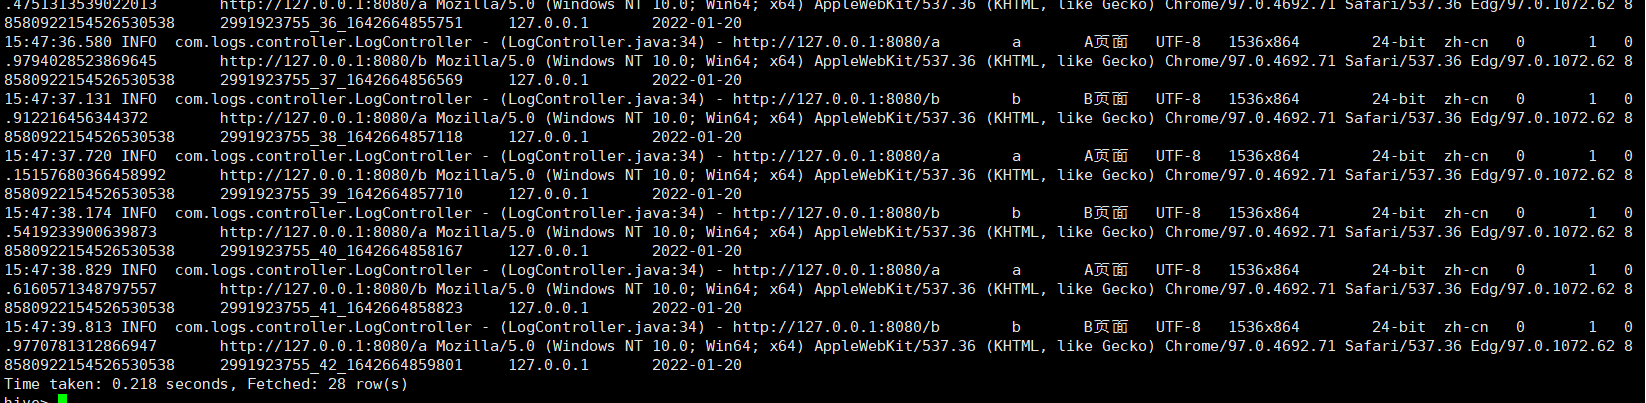 .4751313539022013       http://127.0.0.1:8080/a Mozilla/5.0 (Windows NT 10.0; Win64; x64) AppleWebKit/537.36 (KHTML, like Gecko) Chrome/97.0.4692.71 Safari/537.36 Edg/97.0.1072.62 8
8580922154526530538     2991923755_36_1642664855751     127.0.0.1       2022-01-20
15:47:36.580 INFO  com.logs.controller.LogController - (LogController.java:34) - http://127.0.0.1:8080/a        a       A页面   UTF-8   1536x864        24-bit  zh-cn   0       1   0
.9794028523869645       http://127.0.0.1:8080/b Mozilla/5.0 (Windows NT 10.0; Win64; x64) AppleWebKit/537.36 (KHTML, like Gecko) Chrome/97.0.4692.71 Safari/537.36 Edg/97.0.1072.62 8
8580922154526530538     2991923755_37_1642664856569     127.0.0.1       2022-01-20
15:47:37.131 INFO  com.logs.controller.LogController - (LogController.java:34) - http://127.0.0.1:8080/b        b       B页面   UTF-8   1536x864        24-bit  zh-cn   0       1   0
.912216456344372        http://127.0.0.1:8080/a Mozilla/5.0 (Windows NT 10.0; Win64; x64) AppleWebKit/537.36 (KHTML, like Gecko) Chrome/97.0.4692.71 Safari/537.36 Edg/97.0.1072.62 8
8580922154526530538     2991923755_38_1642664857118     127.0.0.1       2022-01-20
15:47:37.720 INFO  com.logs.controller.LogController - (LogController.java:34) - http://127.0.0.1:8080/a        a       A页面   UTF-8   1536x864        24-bit  zh-cn   0       1   0
.15157680366458992      http://127.0.0.1:8080/b Mozilla/5.0 (Windows NT 10.0; Win64; x64) AppleWebKit/537.36 (KHTML, like Gecko) Chrome/97.0.4692.71 Safari/537.36 Edg/97.0.1072.62 8
8580922154526530538     2991923755_39_1642664857710     127.0.0.1       2022-01-20
15:47:38.174 INFO  com.logs.controller.LogController - (LogController.java:34) - http://127.0.0.1:8080/b        b       B页面   UTF-8   1536x864        24-bit  zh-cn   0       1   0
.5419233900639873       http://127.0.0.1:8080/a Mozilla/5.0 (Windows NT 10.0; Win64; x64) AppleWebKit/537.36 (KHTML, like Gecko) Chrome/97.0.4692.71 Safari/537.36 Edg/97.0.1072.62 8
8580922154526530538     2991923755_40_1642664858167     127.0.0.1       2022-01-20
15:47:38.829 INFO  com.logs.controller.LogController - (LogController.java:34) - http://127.0.0.1:8080/a        a       A页面   UTF-8   1536x864        24-bit  zh-cn   0       1   0
.6160571348797557       http://127.0.0.1:8080/b Mozilla/5.0 (Windows NT 10.0; Win64; x64) AppleWebKit/537.36 (KHTML, like Gecko) Chrome/97.0.4692.71 Safari/537.36 Edg/97.0.1072.62 8
8580922154526530538     2991923755_41_1642664858823     127.0.0.1       2022-01-20
15:47:39.813 INFO  com.logs.controller.LogController - (LogController.java:34) - http://127.0.0.1:8080/b        b       B页面   UTF-8   1536x864        24-bit  zh-cn   0       1   0
.9770781312866947       http://127.0.0.1:8080/a Mozilla/5.0 (Windows NT 10.0; Win64; x64) AppleWebKit/537.36 (KHTML, like Gecko) Chrome/97.0.4692.71 Safari/537.36 Edg/97.0.1072.62 8
8580922154526530538     2991923755_42_1642664859801     127.0.0.1       2022-01-20
Time taken: 0.218 seconds, Fetched: 28 row(s)
hive>